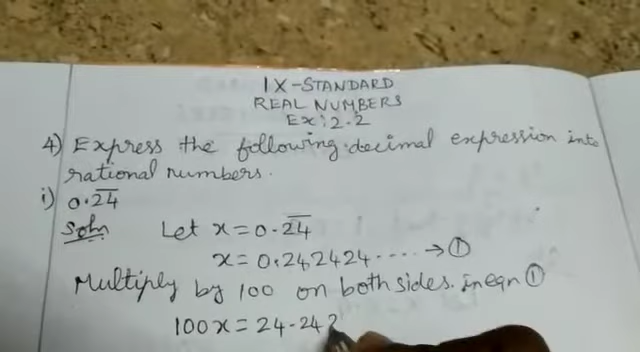 IX-STANDARD
REAL NUMBERS
Ex: 2.2
4) Express the following decimal expression into
rational numbers.
i) 0.2̅4̅
Soln Let x = 0.2̅4̅
x = 0.242424.... → ①
Multiply by 100 on both sides in eqn ①
100x = 24.242